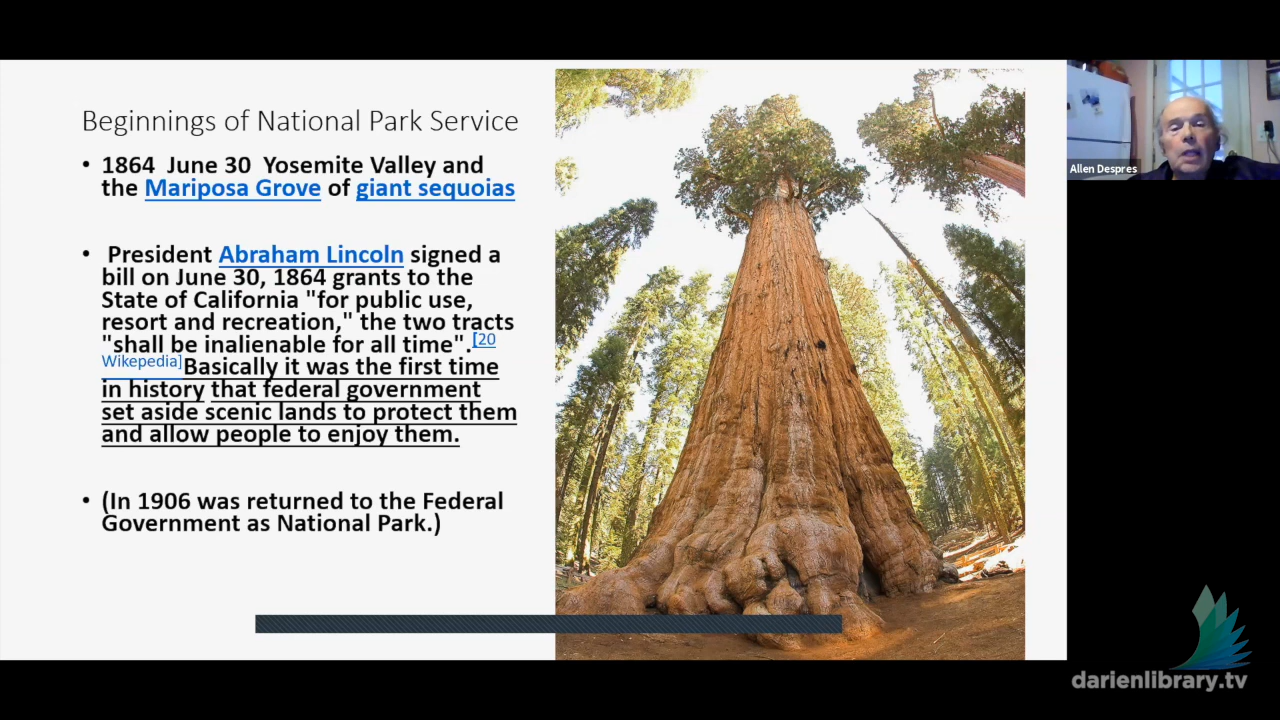 Beginnings of National Park Service
• 1864 June 30 Yosemite Valley and
the Mariposa Grove of giant sequoias
• President Abraham Lincoln signed a
bill on June 30, 1864 grants to the
State of California "for public use,
resort and recreation," the two tracts
"shall be inalienable for all time".[20
Wikepedia]Basically it was the first time
in history that federal government
set aside scenic lands to protect them
and allow people to enjoy them.
• (In 1906 was returned to the Federal
Government as National Park.)
Allen Despres
darienlibrary.tv